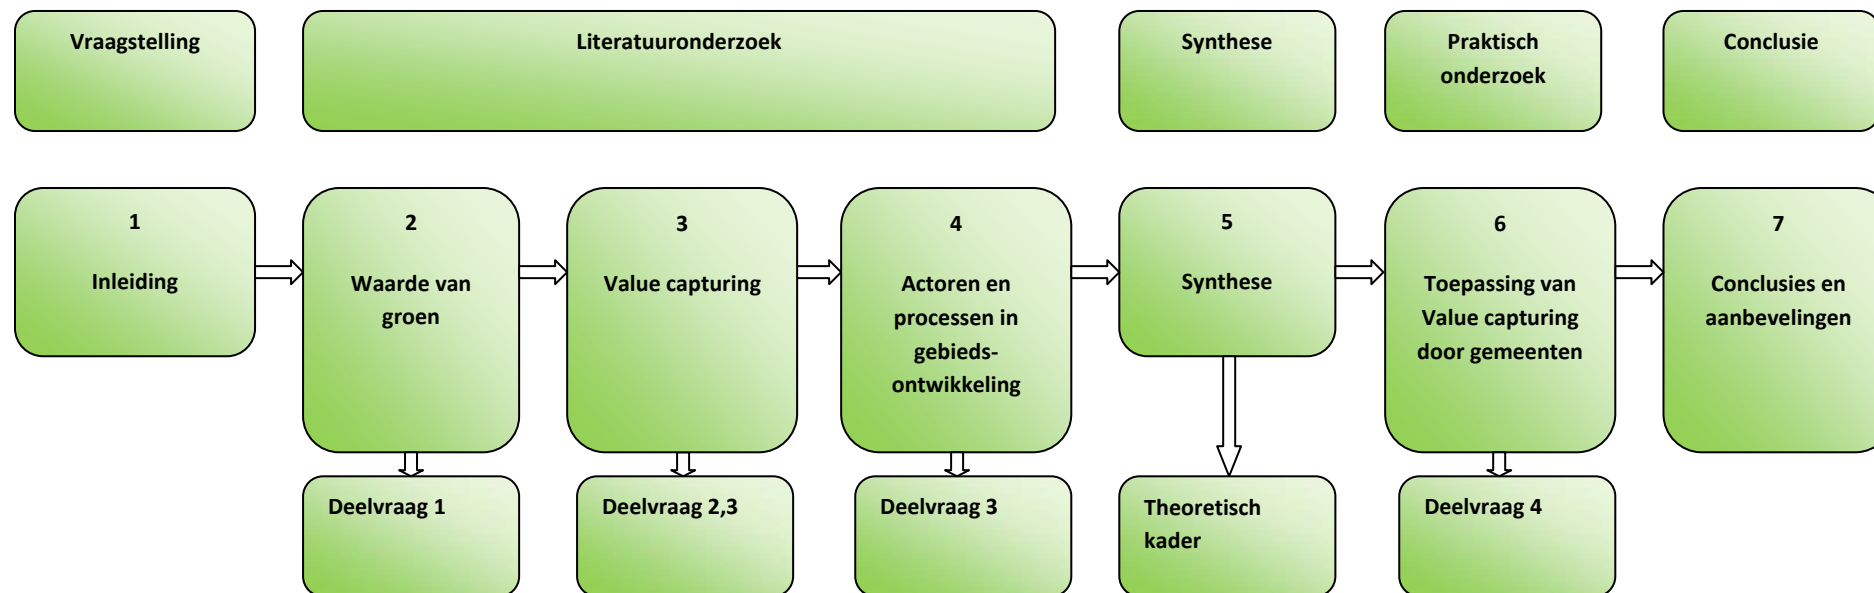 Vraagstelling
Literatuuronderzoek
Synthese
Praktisch
onderzoek
Conclusie
1
Inleiding
2
Waarde van
groen
3
Value capturing
4
Actoren en
processen in
gebieds-
ontwikkeling
5
Synthese
6
Toepassing van
Value capturing
door gemeenten
7
Conclusies en
aanbevelingen
Deelvraag 1
Deelvraag 2,3
Deelvraag 3
Theoretisch
kader
Deelvraag 4